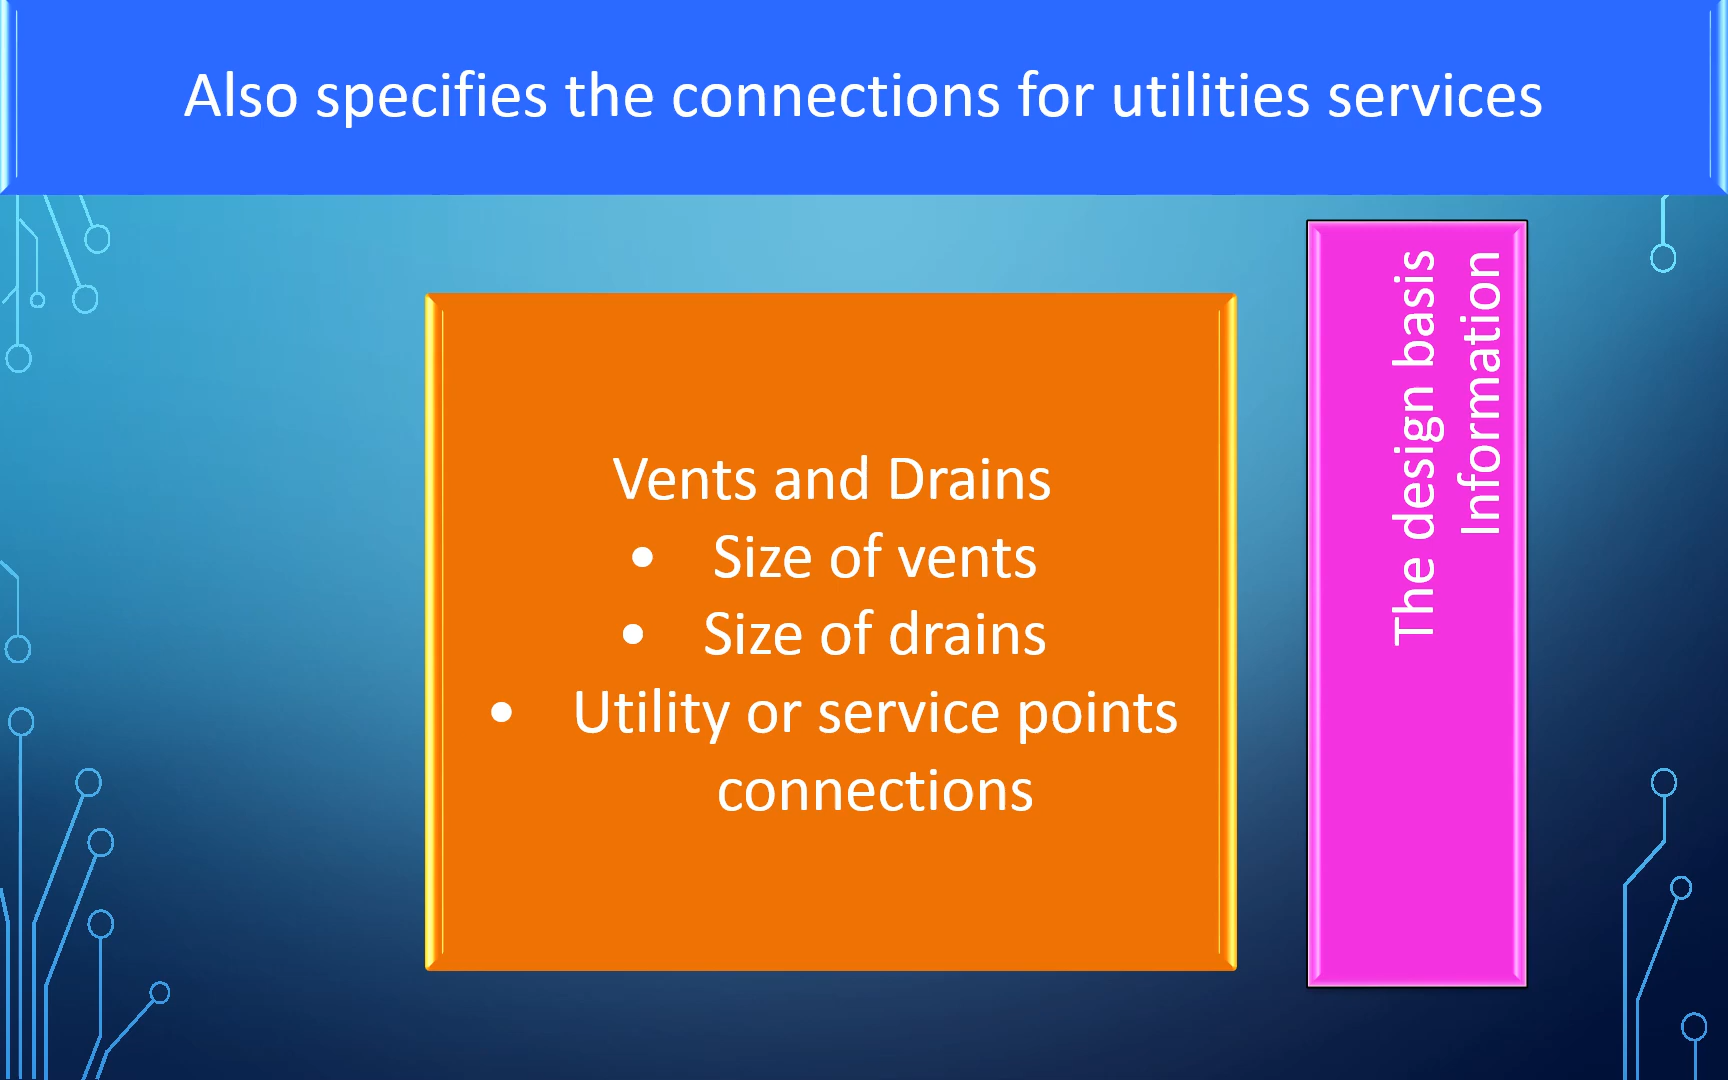 Also specifies the connections for utilities services
Vents and Drains
• Size of vents
• Size of drains
• Utility or service points
connections
The design basis
Information